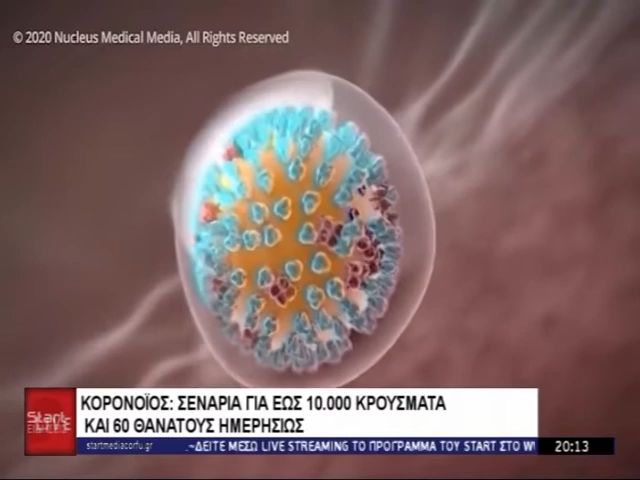 © 2020 Nucleus Medical Media, All Rights Reserved
ΚΟΡΟΝΟΪΟΣ: ΣΕΝΑΡΙΑ ΓΙΑ ΕΩΣ 10.000 ΚΡΟΥΣΜΑΤΑ
ΚΑΙ 60 ΘΑΝΑΤΟΥΣ ΗΜΕΡΗΣΙΩΣ
Start
startmediacorfu.gr
~ΔΕΙΤΕ ΜΕΣΩ LIVE STREAMING ΤΟ ΠΡΟΓΡΑΜΜΑ ΤΟΥ START ΣΤΟ
20:13